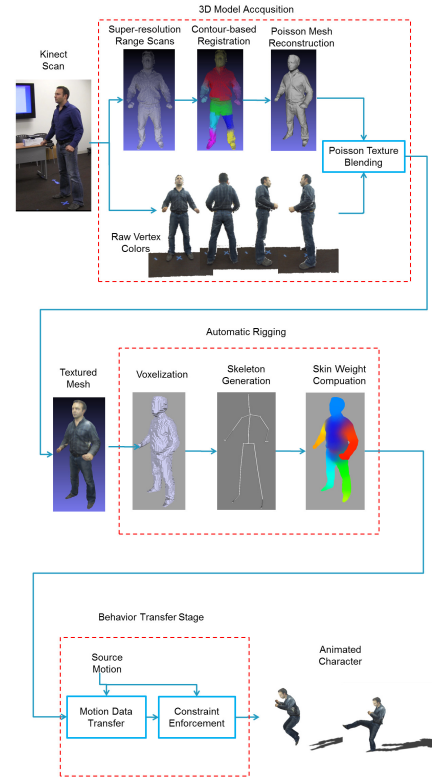 3D Model Accqusition
Kinect
Scan
Super-resolution
Range Scans
Contour-based
Registration
Poisson Mesh
Reconstruction
Poisson Texture
Blending
Raw Vertex
Colors
Automatic Rigging
Textured
Mesh
Voxelization
Skeleton
Generation
Skin Weight
Compuation
Behavior Transfer Stage
Source
Motion
Motion Data
Transfer
Constraint
Enforcement
Animated
Character